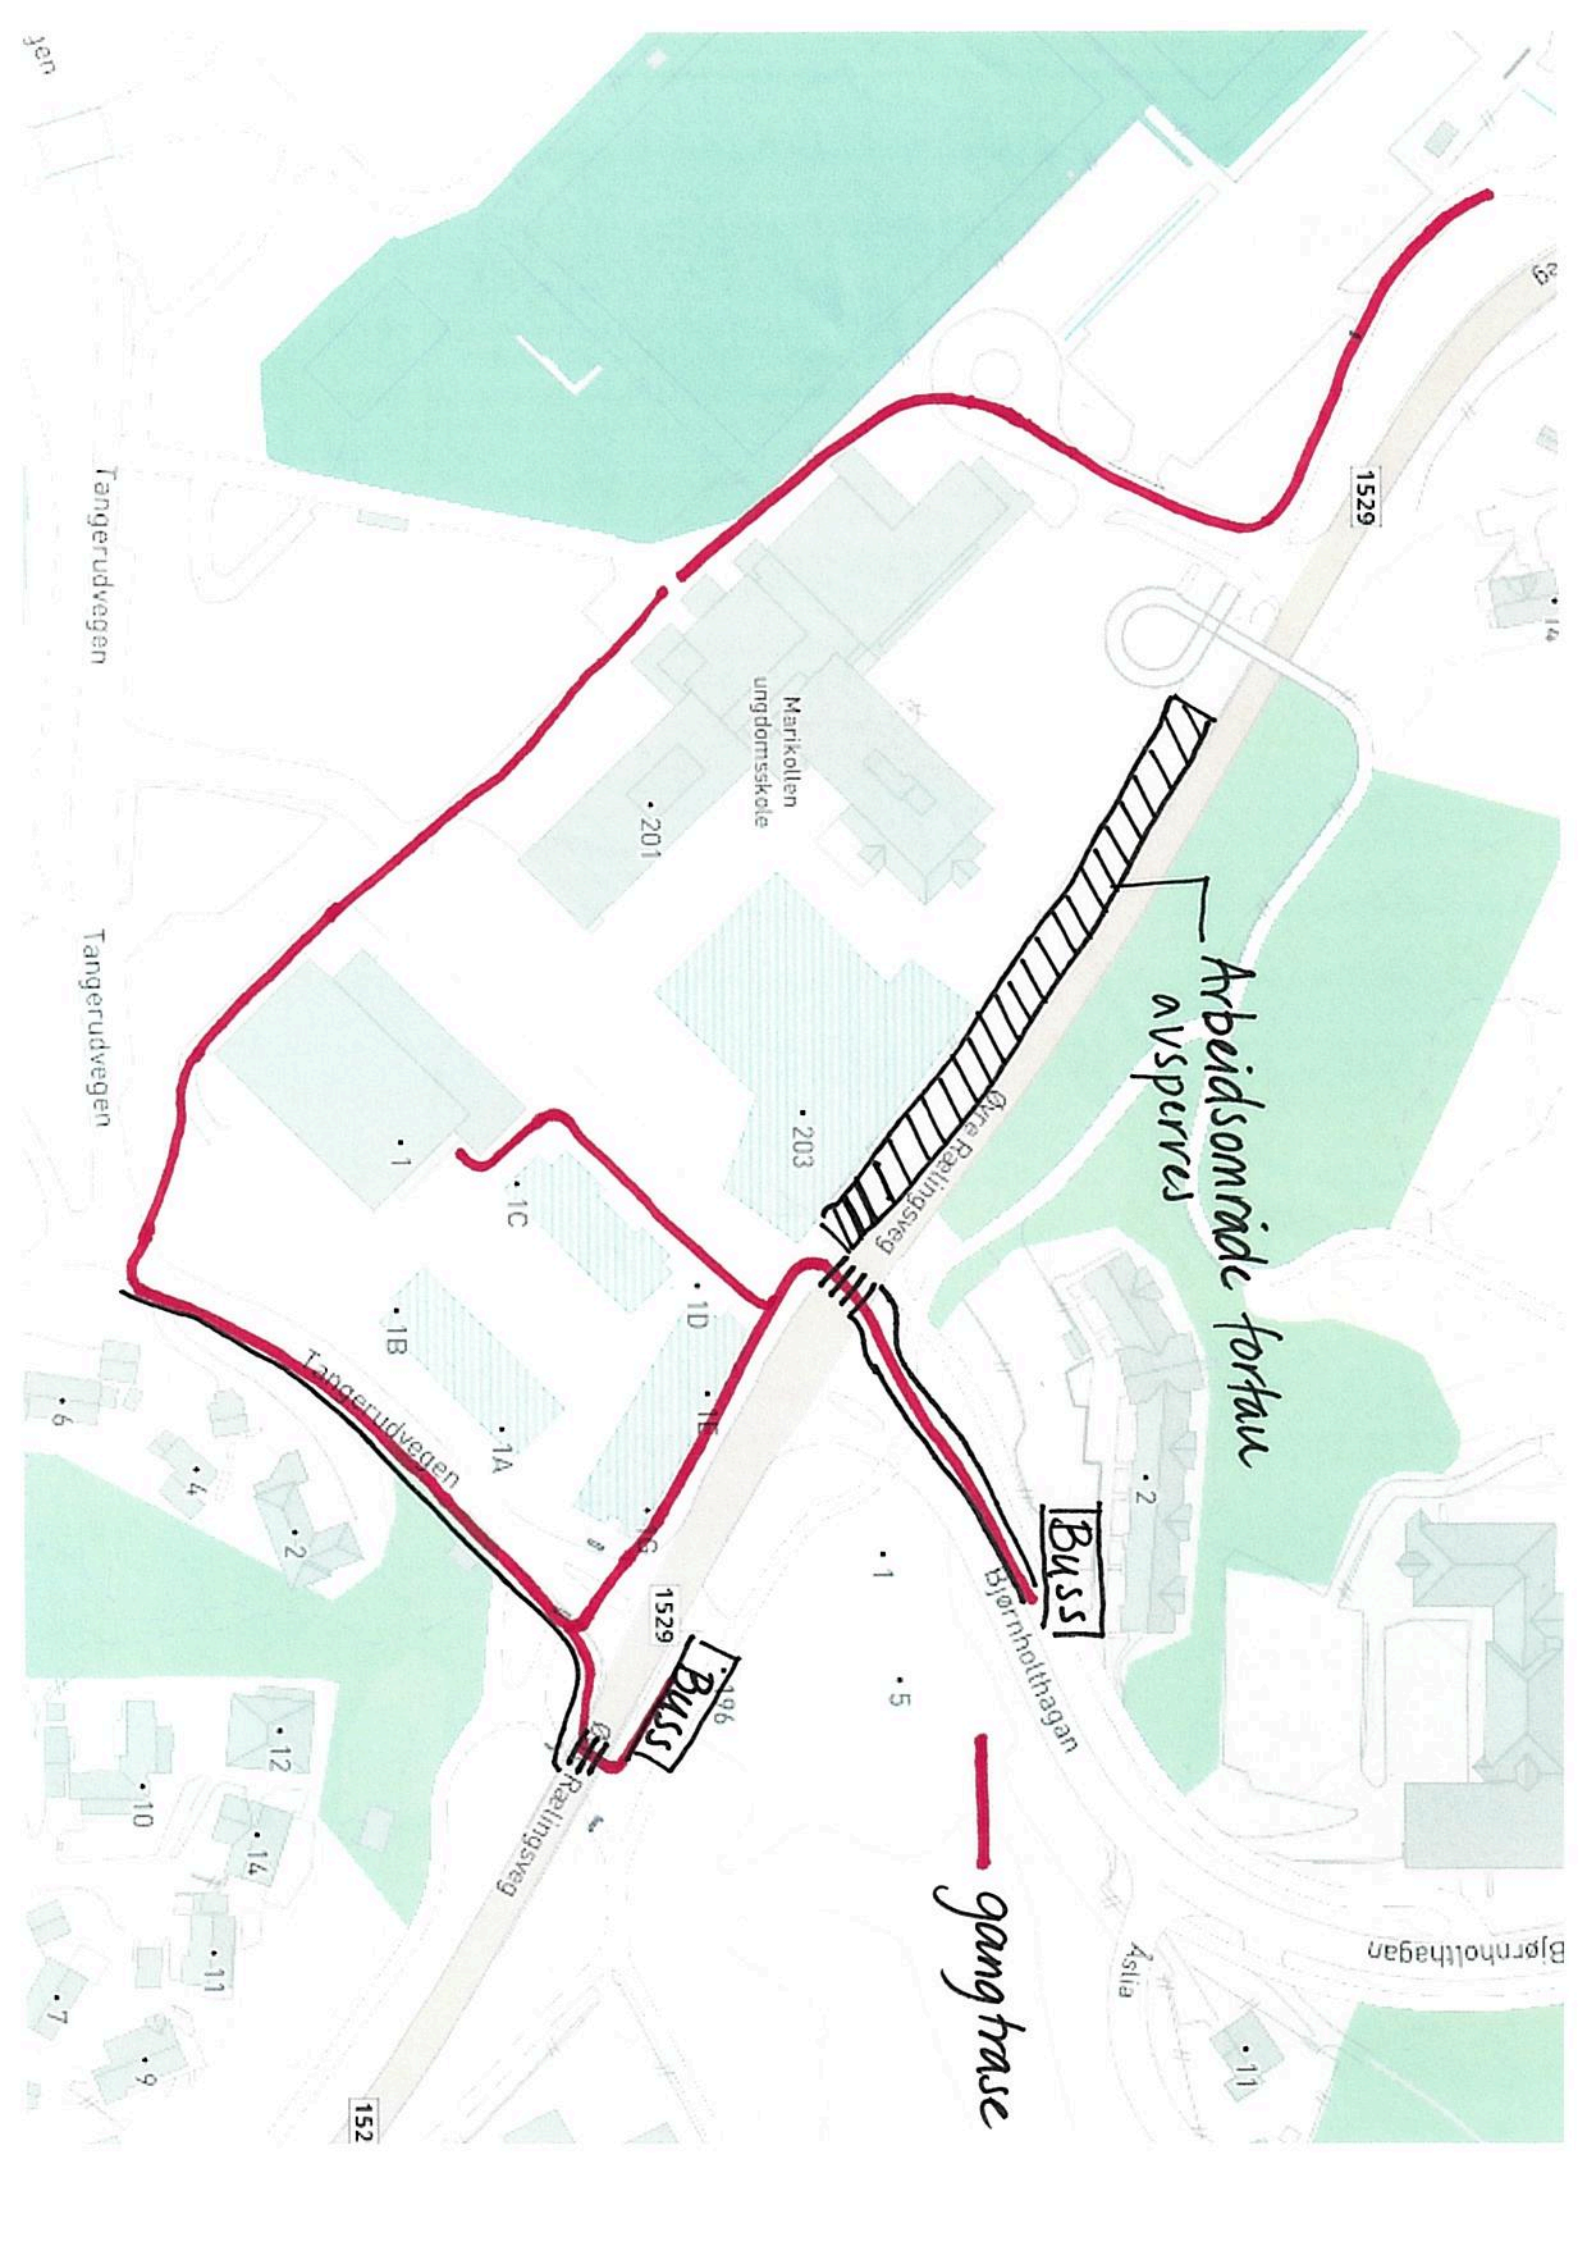 Arbeidsområde fortau
avsperres
Buss
Buss
gangtrase
1529
1529
152
Øvre Rælingsveg
Rælingsveg
Marikollen
ungdomsskole
201
203
1
1C
1D
1B
1A
1E
1G
Tangerudvegen
Tangerudvegen
Tangerudvegen
Bjørnholthagan
Bjørnholthagan
Åslia
196
2
1
5
11
14
6
4
2
12
10
14
11
7
9
gen